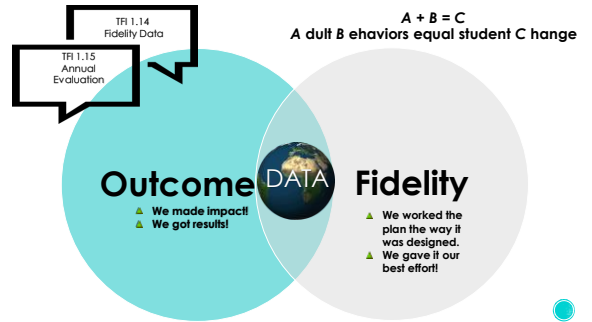 TFI 1.14
Fidelity Data
TFI 1.15
Annual
Evaluation
A + B = C
A dult B ehaviors equal student C hange
Outcome
DATA
Fidelity
We made impact!
We got results!
We worked the
plan the way it
was designed.
We gave it our
best effort!